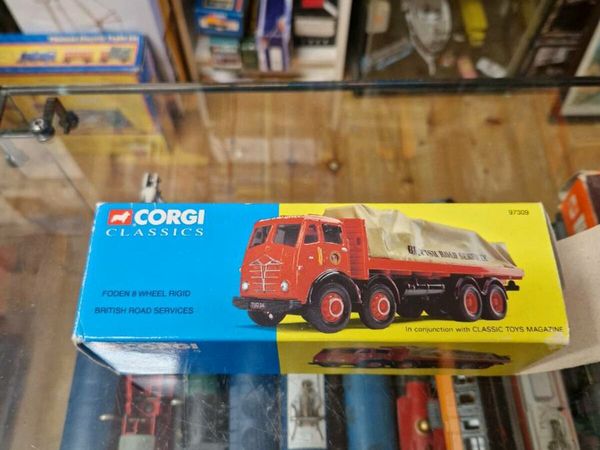 CORGI
CLASSICS
97309
BRITISH ROAD SERVICES
FODEN 8 WHEEL RIGID
BRITISH ROAD SERVICES
In conjunction with CLASSIC TOYS MAGAZINE
CORGI